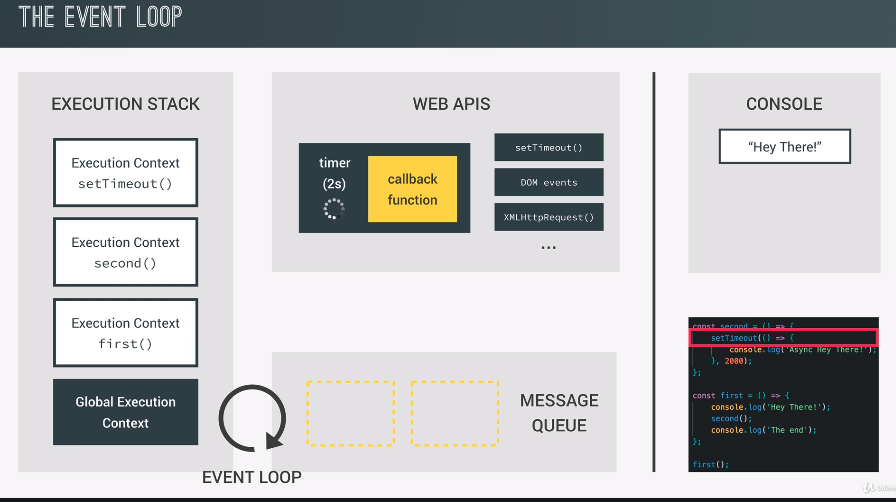 THE EVENT LOOP
EXECUTION STACK
Execution Context
setTimeout()
Execution Context
second()
Execution Context
first()
Global Execution
Context
EVENT LOOP
WEB APIS
timer
(2s)
callback
function
setTimeout()
DOM events
XMLHttpRequest()
...
MESSAGE
QUEUE
CONSOLE
“Hey There!”
const second = () => {
setTimeout(() => {
console.log('Async Hey There!');
}, 2000);
};
const first = () => {
console.log('Hey There!');
second();
console.log('The end');
};
first();